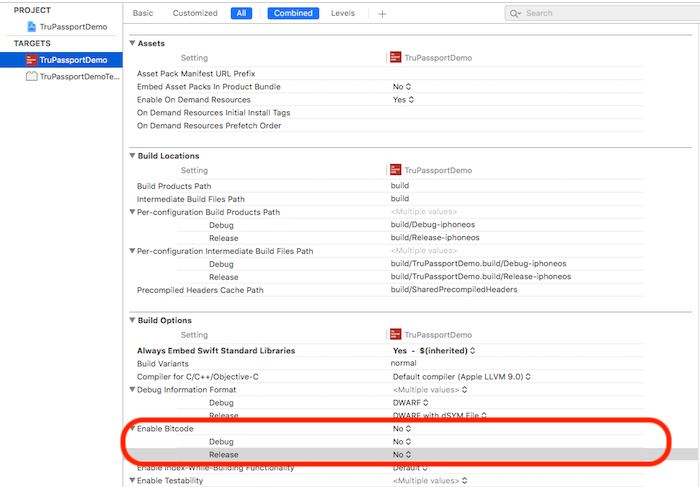 PROJECT
TruPassportDemo
TARGETS
TruPassportDemo
TruPassportDemoTe...
Basic Customized All Combined Levels + Search
Assets
Setting TruPassportDemo
Asset Pack Manifest URL Prefix
Embed Asset Packs In Product Bundle No
Enable On Demand Resources Yes
On Demand Resources Initial Install Tags
On Demand Resources Prefetch Order
Build Locations
Setting TruPassportDemo
Build Products Path build
Intermediate Build Files Path build
Per-configuration Build Products Path <Multiple values>
Debug build/Debug-iphoneos
Release build/Release-iphoneos
Per-configuration Intermediate Build Files Path <Multiple values>
Debug build/TruPassportDemo.build/Debug-iphoneos
Release build/TruPassportDemo.build/Release-iphoneos
Precompiled Headers Cache Path build/SharedPrecompiledHeaders
Build Options
Setting TruPassportDemo
Always Embed Swift Standard Libraries Yes - $(inherited)
Build Variants normal
Compiler for C/C++/Objective-C Default compiler (Apple LLVM 9.0)
Debug Information Format <Multiple values>
Debug DWARF
Release DWARF with dSYM File
Enable Bitcode No
Debug No
Release No
Enable Index-While-Building Functionality Default
Enable Testability <Multiple values>